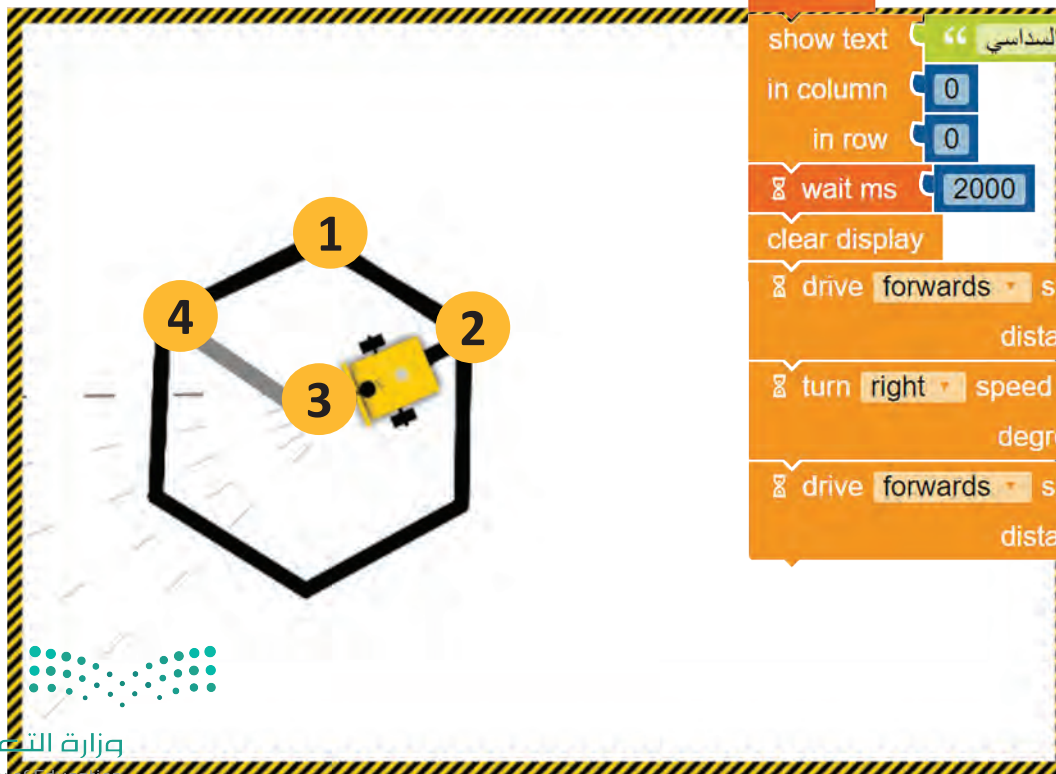 show text “ السداسي
in column 0
in row 0
wait ms 2000
clear display
drive forwards
turn right speed
drive forwards
1
4
2
3
وزارة